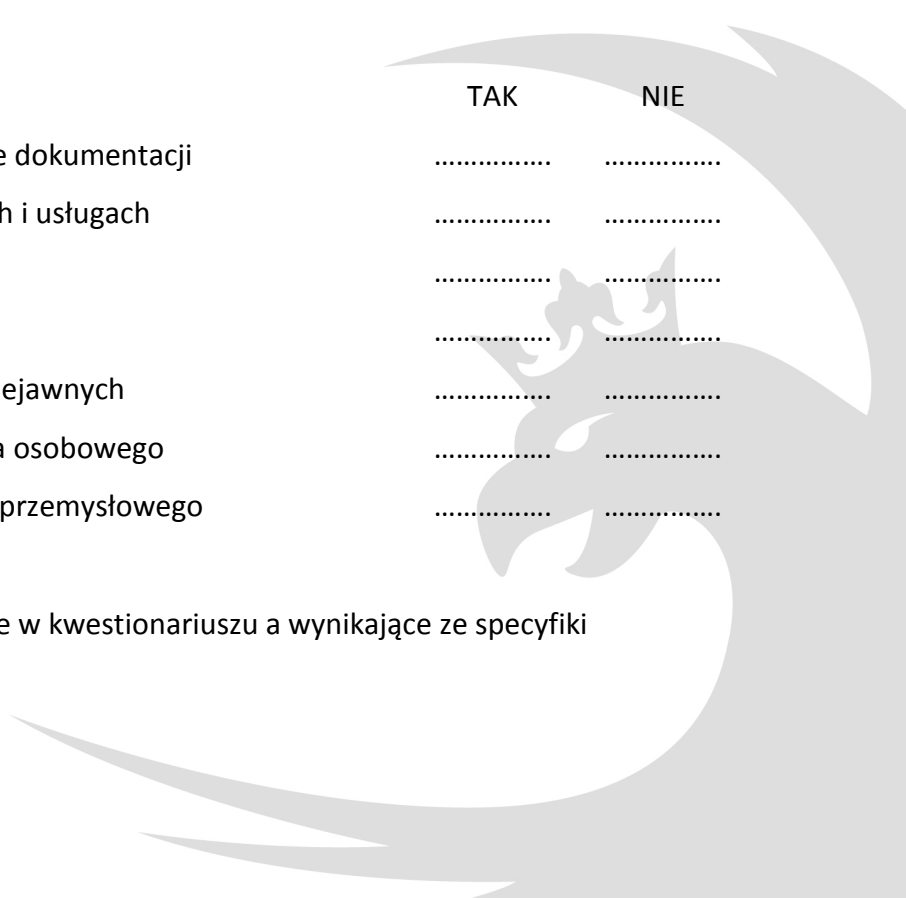 TAK NIE
e dokumentacji ……………. …………….
h i usługach ……………. …………….
……………. …………….
……………. …………….
ejawnych ……………. …………….
a osobowego ……………. …………….
przemysłowego ……………. …………….
e w kwestionariuszu a wynikające ze specyfiki